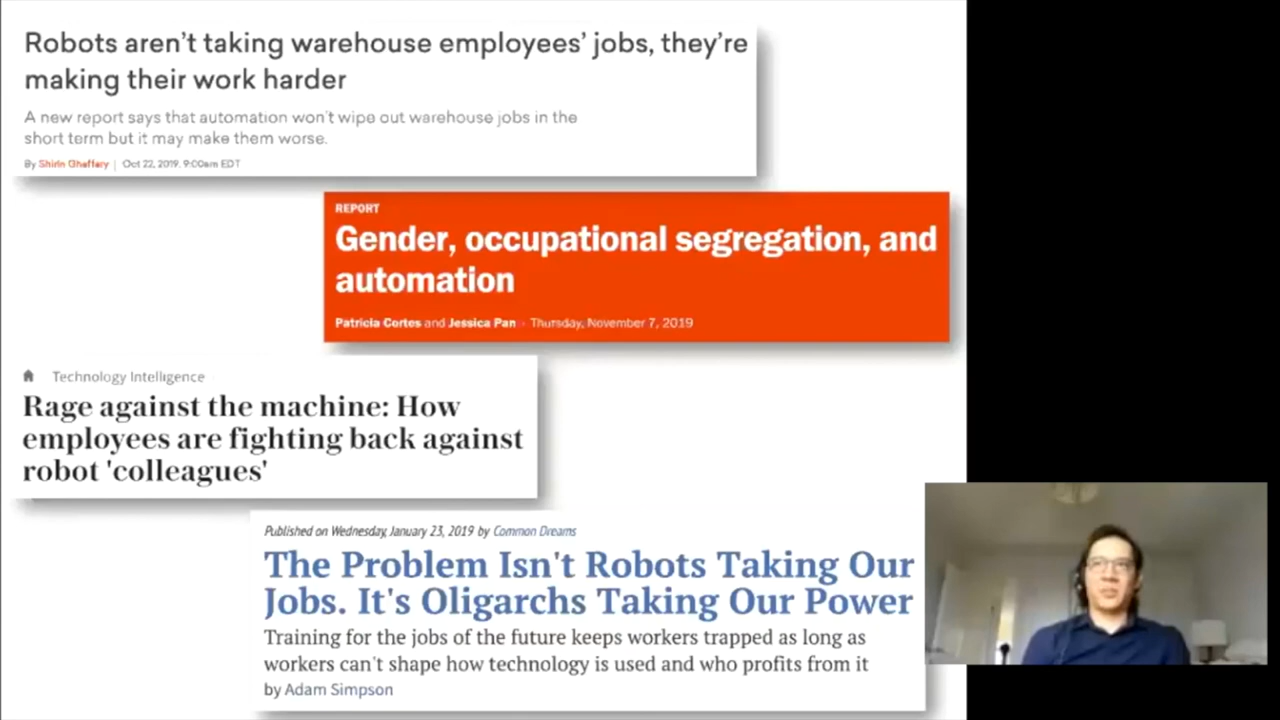 Robots aren't taking warehouse employees' jobs, they're
making their work harder
A new report says that automation won't wipe out warehouse jobs in the
short term but it may make them worse.
By Shirin Ghaffary | Oct 22, 2019, 9:00am EDT
REPORT
Gender, occupational segregation, and
automation
Patricia Cortes and Jessica Pan · Thursday, November 7, 2019
Technology Intelligence
Rage against the machine: How
employees are fighting back against
robot 'colleagues'
Published on Wednesday, January 23, 2019 by Common Dreams
The Problem Isn't Robots Taking Our
Jobs. It's Oligarchs Taking Our Power
Training for the jobs of the future keeps workers trapped as long as
workers can't shape how technology is used and who profits from it
by Adam Simpson